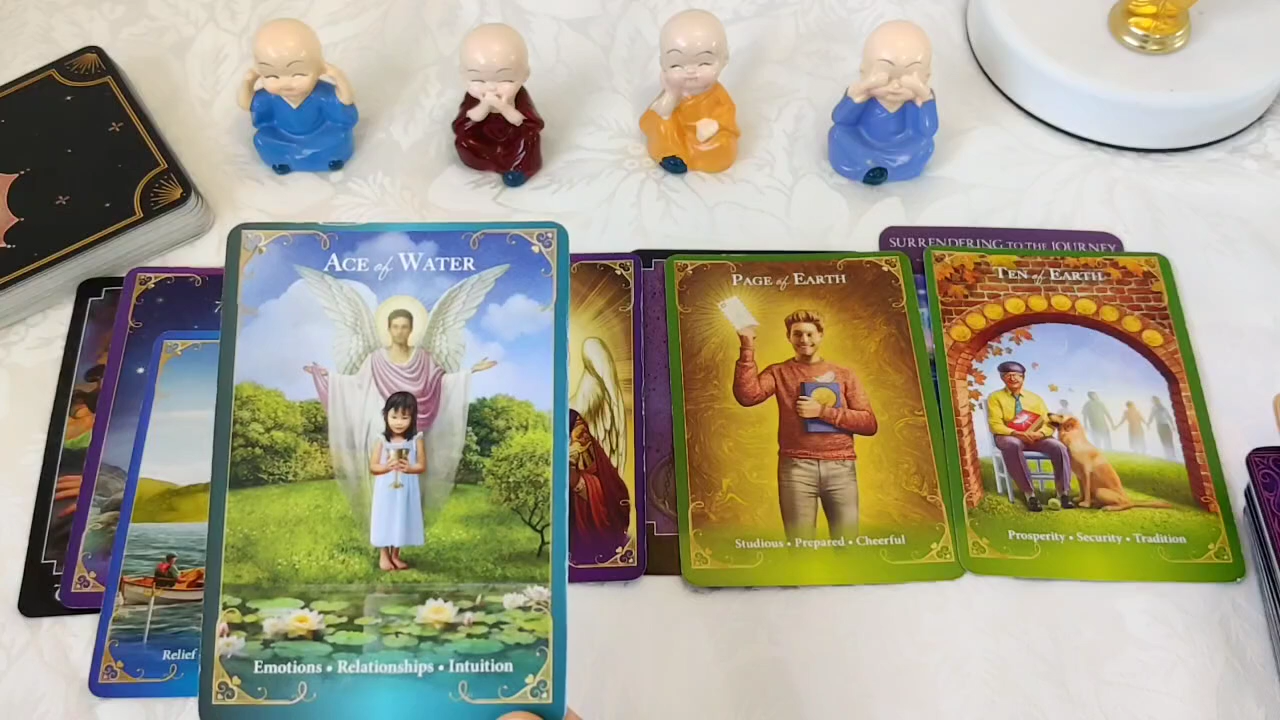 SURRENDERING TO THE JOURNEY
ACE of WATER
PAGE of EARTH
TEN of EARTH
Studious • Prepared • Cheerful
Prosperity • Security • Tradition
Relief
Emotions • Relationships • Intuition